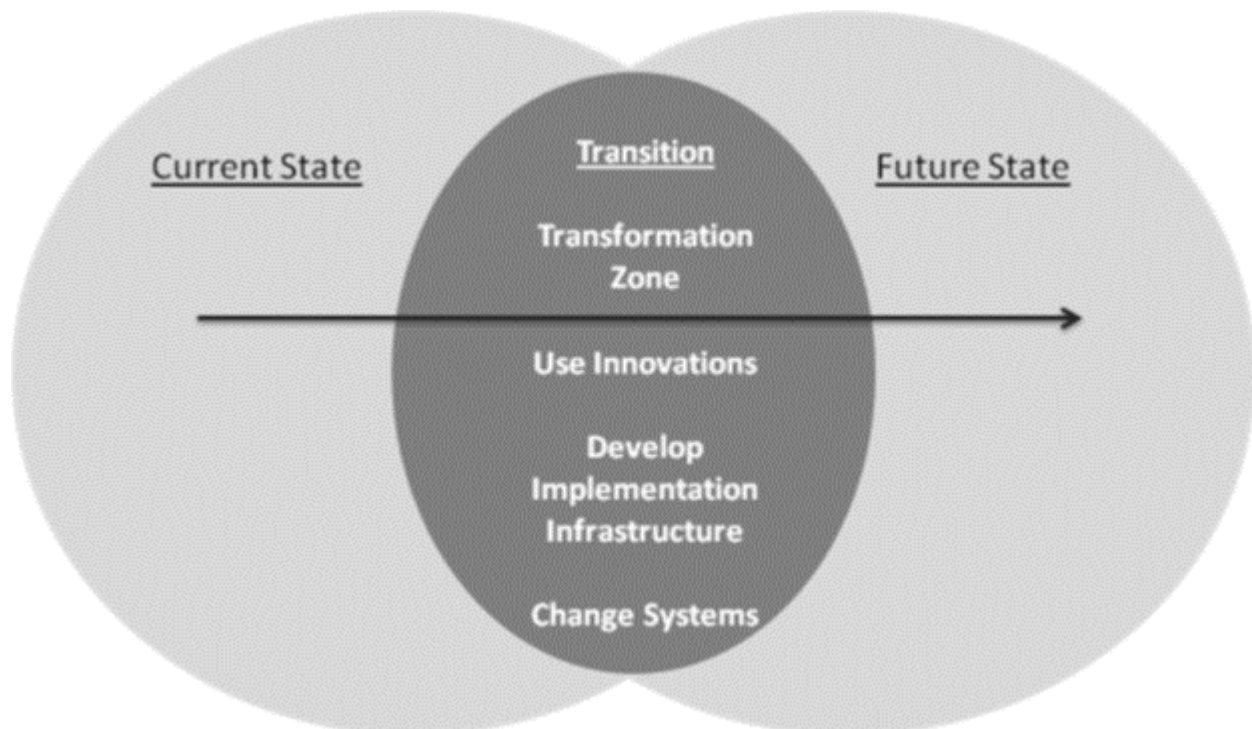 Current State
Transition
Future State
Transformation
Zone
Use Innovations
Develop
Implementation
Infrastructure
Change Systems